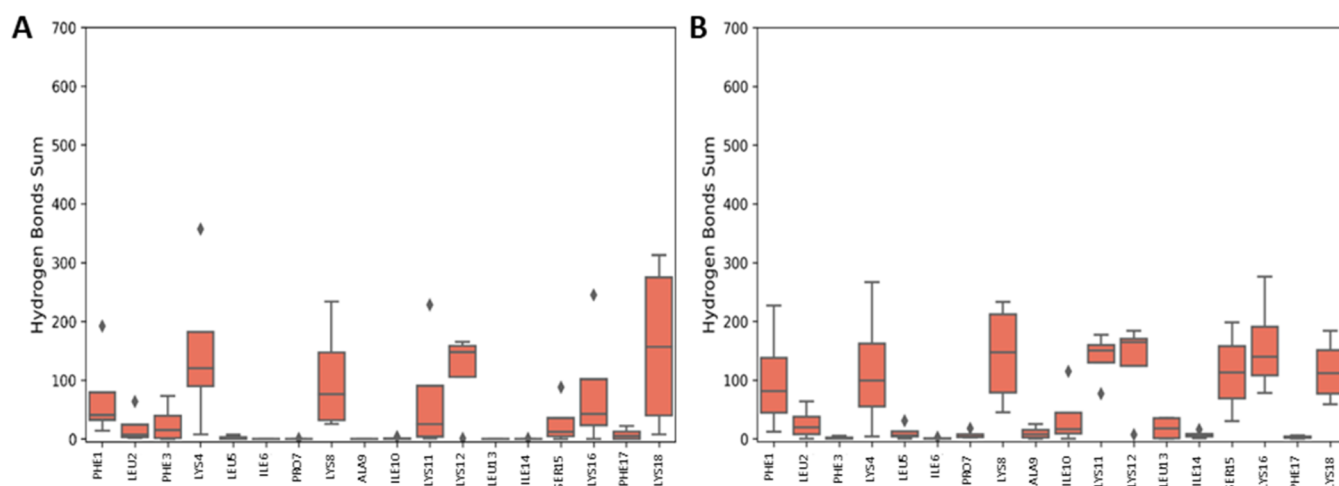 A
B
Hydrogen Bonds Sum
700
600
500
400
300
200
100
0
PHE1
LEU2
PHE3
LYS4
LEU5
ILE6
PRO7
LYS8
ALA9
ILE10
LYS11
LYS12
LEU13
ILE14
SER15
LYS16
PHE17
LYS18
Hydrogen Bonds Sum
700
600
500
400
300
200
100
0
PHE1
LEU2
PHE3
LYS4
LEU5
ILE6
PRO7
LYS8
ALA9
ILE10
LYS11
LYS12
LEU13
ILE14
SER15
LYS16
PHE17
LYS18